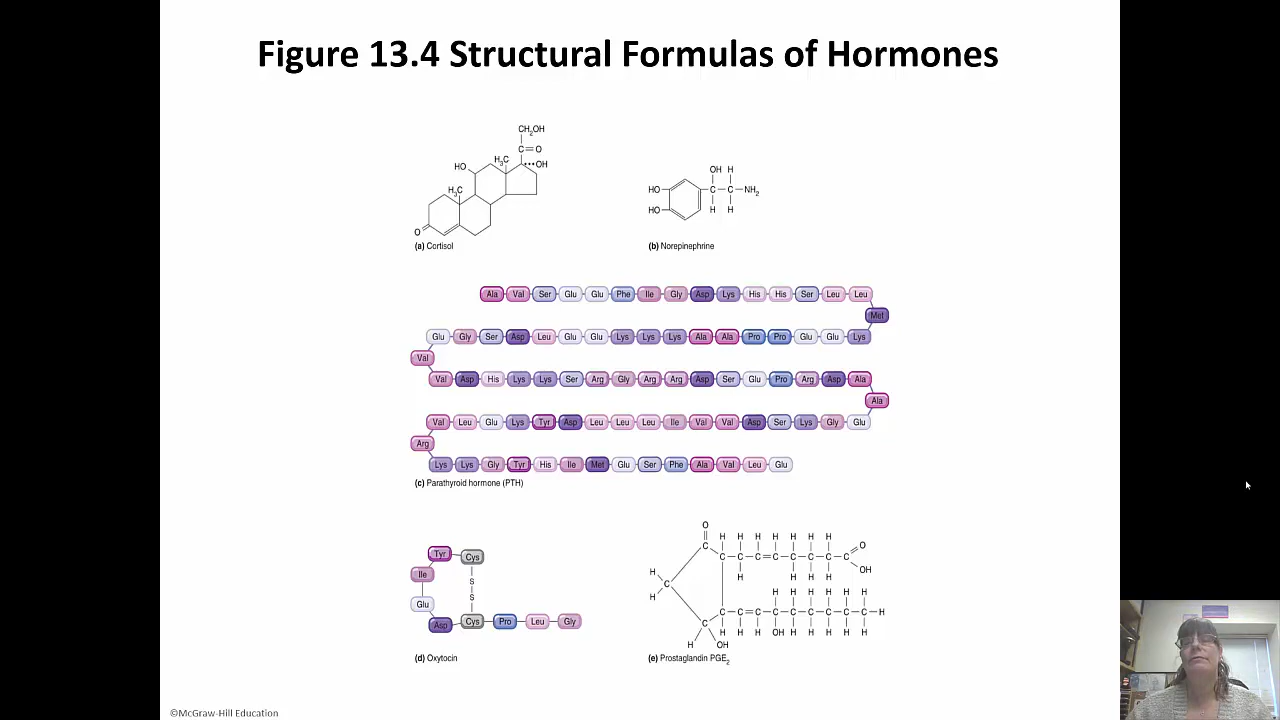 Figure 13.4 Structural Formulas of Hormones
CH2OH
C=O
H3C
OH
HO
H3C
O
(a) Cortisol
OH H
HO C C NH2
HO H H
(b) Norepinephrine
Ala Val Ser Glu Glu Phe Ile Gly Asp Lys His His Ser Leu Leu
Met
Glu Gly Ser Asp Leu Glu Glu Lys Lys Lys Ala Ala Pro Pro Glu Glu Lys
Val
Val Asp His Lys Lys Ser Arg Gly Arg Arg Asp Ser Glu Pro Arg Asp Ala
Ala
Val Leu Glu Lys Tyr Asp Leu Leu Leu Ile Val Val Asp Ser Lys Gly Glu
Arg
Lys Lys Gly Tyr His Ile Met Glu Ser Phe Ala Val Leu Glu
(c) Parathyroid hormone (PTH)
Tyr Cys
Ile
S
S
Glu
Asp Cys Pro Leu Gly
(d) Oxytocin
O
C H H H H H H H
C C C=C C C C C O
OH
H H H H
H
C
H
H H H H H H
C C C=C C C C C C C H
H OH H H H OH H H H H H
(e) Prostaglandin PGE2
©McGraw-Hill Education